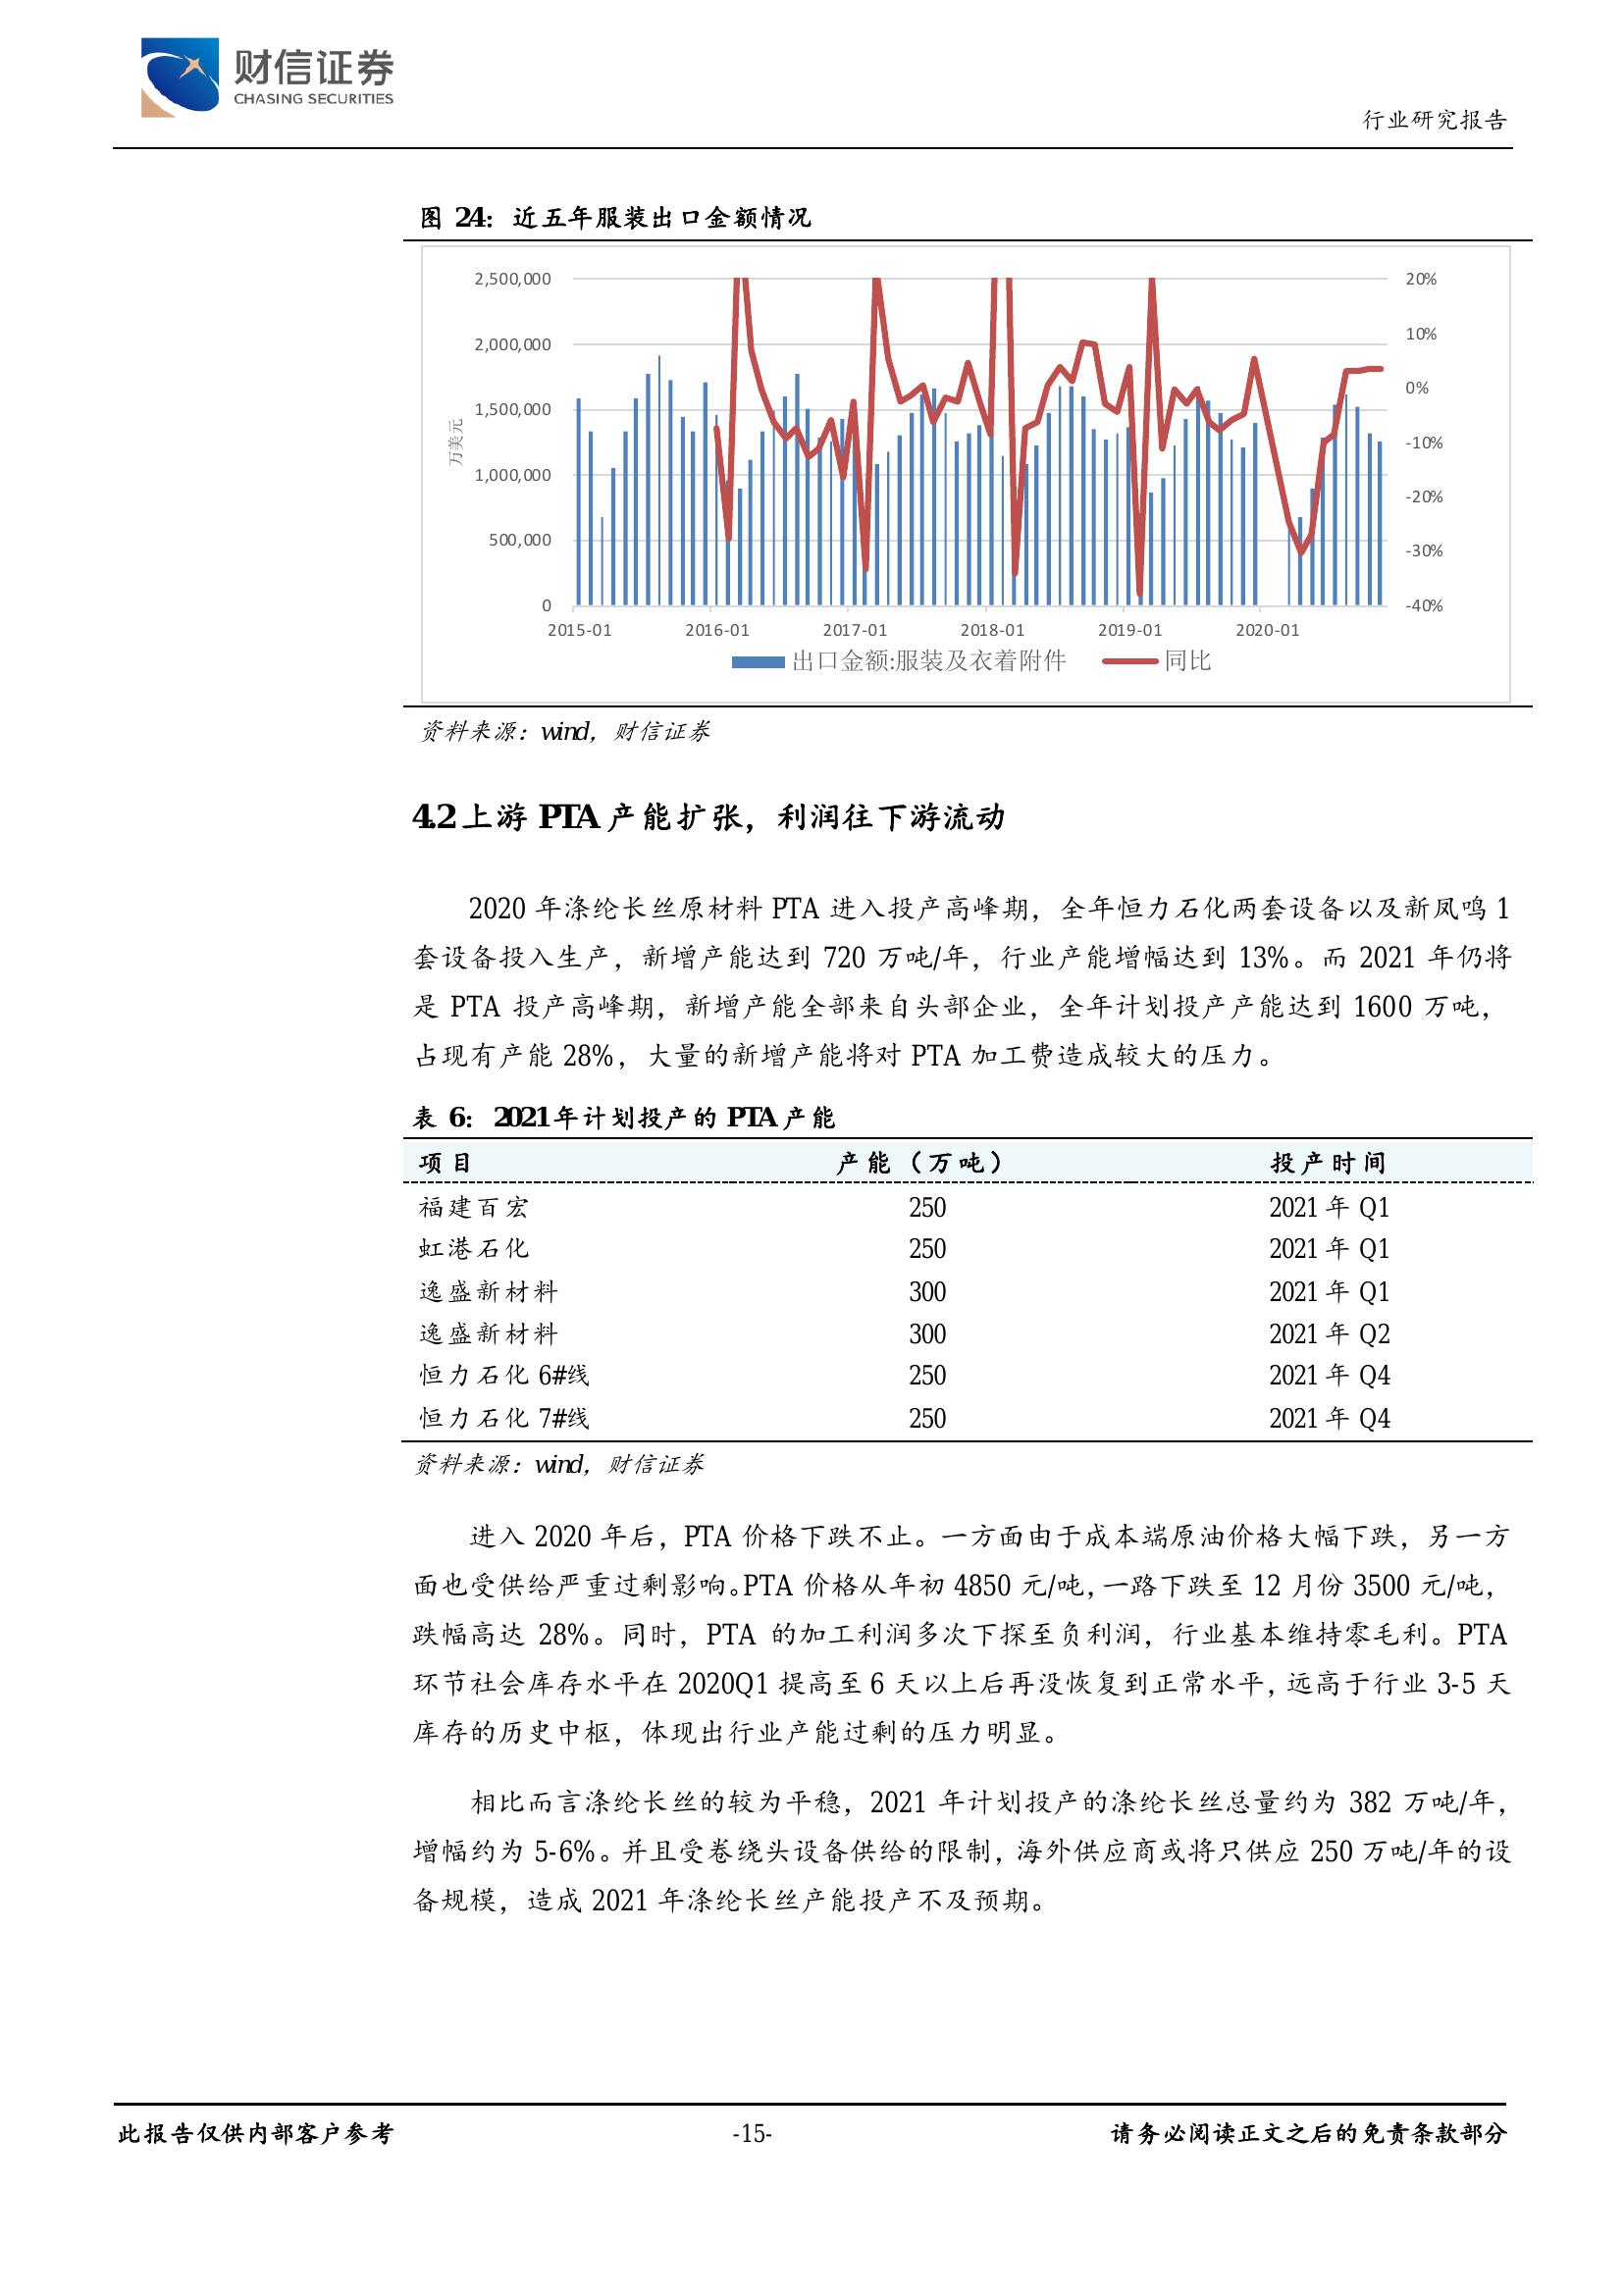 财信证券
CHASING SECURITIES
行业研究报告
图 24：近五年服装出口金额情况
2,500,000
2,000,000
1,500,000
1,000,000
500,000
0
万美元
20%
10%
0%
-10%
-20%
-30%
-40%
2015-01 2016-01 2017-01 2018-01 2019-01 2020-01
出口金额:服装及衣着附件 同比
资料来源：wind，财信证券
4.2 上游 PTA 产能扩张，利润往下游流动
2020 年涤纶长丝原材料 PTA 进入投产高峰期，全年恒力石化两套设备以及新凤鸣 1
套设备投入生产，新增产能达到 720 万吨/年，行业产能增幅达到 13%。而 2021 年仍将
是 PTA 投产高峰期，新增产能全部来自头部企业，全年计划投产产能达到 1600 万吨，
占现有产能 28%，大量的新增产能将对 PTA 加工费造成较大的压力。
表 6：2021 年计划投产的 PTA 产能
项目 产能（万吨） 投产时间
福建百宏 250 2021 年 Q1
虹港石化 250 2021 年 Q1
逸盛新材料 300 2021 年 Q1
逸盛新材料 300 2021 年 Q2
恒力石化 6#线 250 2021 年 Q4
恒力石化 7#线 250 2021 年 Q4
资料来源：wind，财信证券
进入 2020 年后，PTA 价格下跌不止。一方面由于成本端原油价格大幅下跌，另一方
面也受供给严重过剩影响。PTA 价格从年初 4850 元/吨，一路下跌至 12 月份 3500 元/吨，
跌幅高达 28%。同时，PTA 的加工利润多次下探至负利润，行业基本维持零毛利。PTA
环节社会库存水平在 2020Q1 提高至 6 天以上后再没恢复到正常水平，远高于行业 3-5 天
库存的历史中枢，体现出行业产能过剩的压力明显。
相比而言涤纶长丝的较为平稳，2021 年计划投产的涤纶长丝总量约为 382 万吨/年，
增幅约为 5-6%。并且受卷绕头设备供给的限制，海外供应商或将只供应 250 万吨/年的设
备规模，造成 2021 年涤纶长丝产能投产不及预期。
此报告仅供内部客户参考 -15- 请务必阅读正文之后的免责条款部分